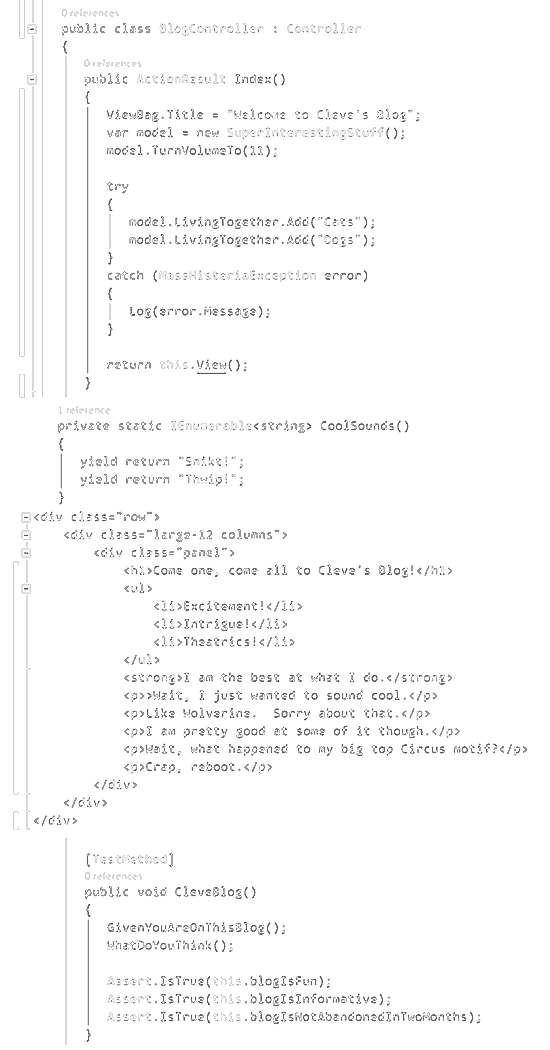 0 references
public class BlogController : Controller
{
0 references
public ActionResult Index()
{
ViewBag.Title = "Welcome to Cleve's Blog";
var model = new SuperInterestingStuff();
model.TurnVolumeTo(11);
try
{
model.LivingTogether.Add("Cats");
model.LivingTogether.Add("Dogs");
}
catch (MassHisteriaException error)
{
Log(error.Message);
}
return this.View();
}
1 reference
private static IEnumerable<string> CoolSounds()
{
yield return "Snikt!";
yield return "Thwip!";
}
<div class="row">
<div class="large-12 columns">
<div class="panel">
<h1>Come one, come all to Cleve's Blog!</h1>
<ul>
<li>Excitement!</li>
<li>Intrigue!</li>
<li>Theatrics!</li>
</ul>
<strong>I am the best at what I do.</strong>
<p>>Wait, I just wanted to sound cool.</p>
<p>Like Wolverine.  Sorry about that.</p>
<p>I am pretty good at some of it though.</p>
<p>Wait, what happened to my big top Circus motif?</p>
<p>Crap, reboot.</p>
</div>
</div>
</div>
[TestMethod]
0 references
public void CleveBlog()
{
GivenYouAreOnThisBlog();
WhatDoYouThink();
Assert.IsTrue(this.blogIsFun);
Assert.IsTrue(this.blogIsInformative);
Assert.IsTrue(this.blogIsNotAbandonedInTwoMonths);
}